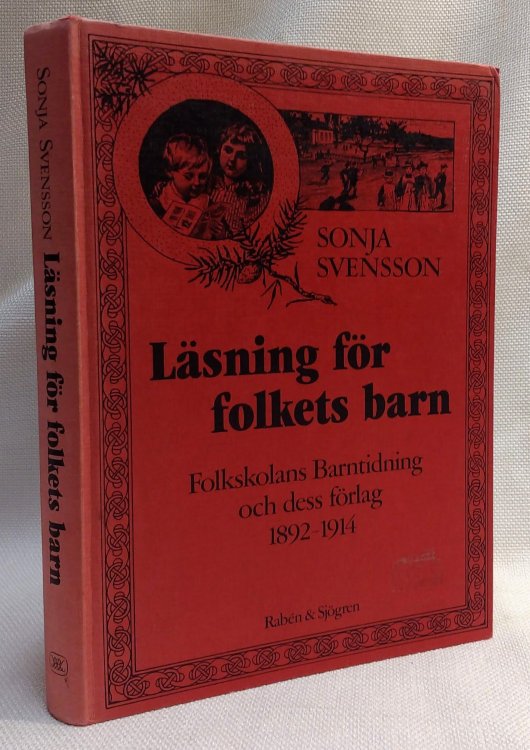 SONJA SVENSSON
Läsning för folkets barn
SONJA
SVENSSON
Läsning för
folkets barn
Folkskolans Barntidning
och dess förlag
1892–1914
Rabén & Sjögren